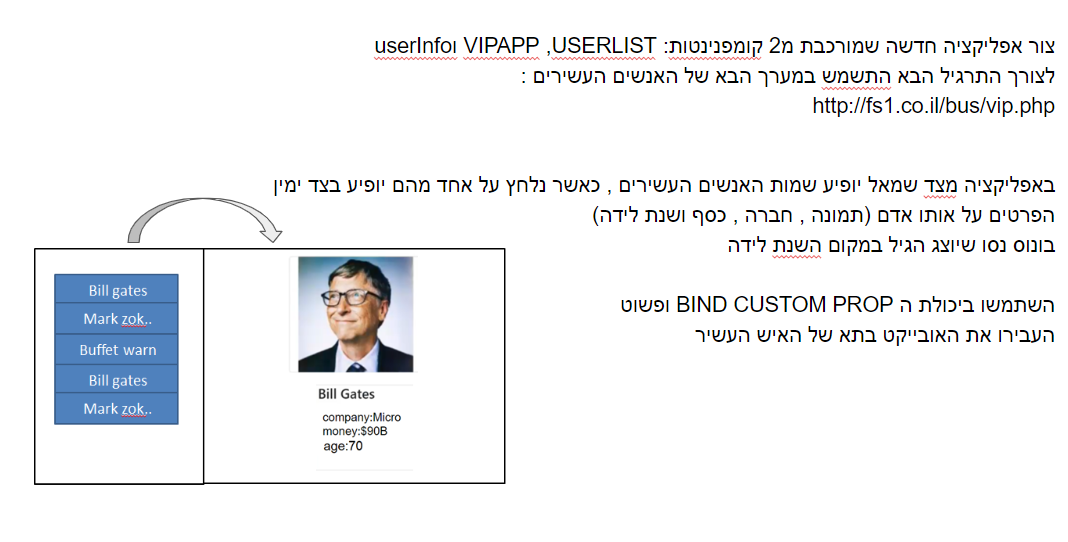 צור אפליקציה חדשה שמורכבת מ2 קומפנינטות: VIPAPP ,USERLIST וuserInfo
לצורך התרגיל הבא התשמש במערך הבא של האנשים העשירים :
http://fs1.co.il/bus/vip.php
באפליקציה מצד שמאל יופיע שמות האנשים העשירים , כאשר נלחץ על אחד מהם יופיע בצד ימין
הפרטים על אותו אדם (תמונה , חברה , כסף ושנת לידה)
בונוס נסו שיוצג הגיל במקום השנת לידה
השתמשו ביכולת ה BIND CUSTOM PROP ופשוט
העבירו את האובייקט בתא של האיש העשיר
Bill gates
Mark zok..
Buffet warn
Bill gates
Mark zok..
Bill Gates
company:Micro
money:$90B
age:70